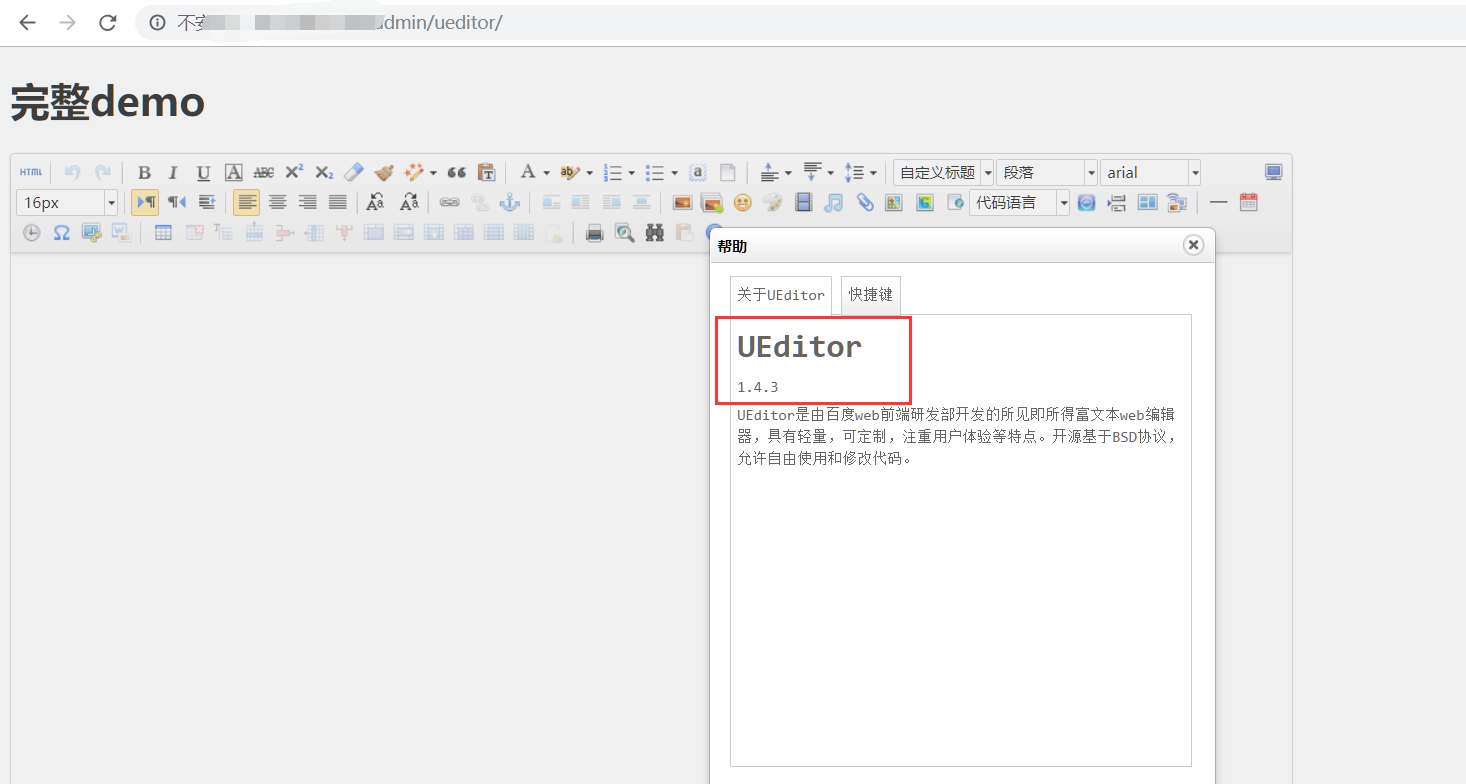 不安 dmin/ueditor/
完整demo
HTML B I U A ABC X² X₂ A ab a 自定义标题 段落 arial
16px 代码语言
帮助
关于UEditor 快捷键
UEditor
1.4.3
UEditor是由百度web前端研发部开发的所见即所得富文本web编辑
器，具有轻量，可定制，注重用户体验等特点。开源基于BSD协议，
允许自由使用和修改代码。